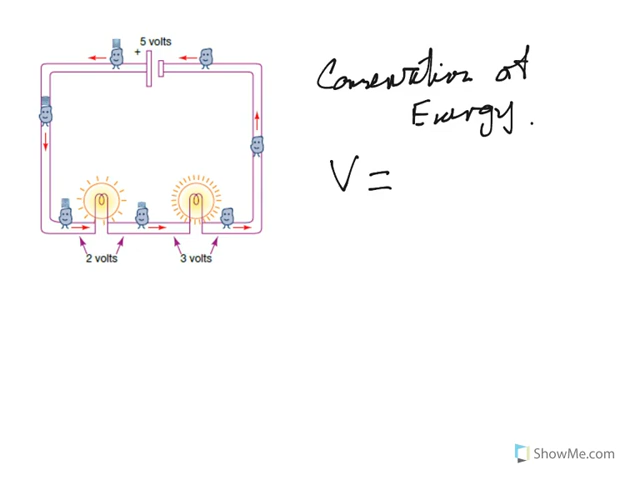 5 volts
+
Conservation of
Energy.
V =
2 volts
3 volts
ShowMe.com